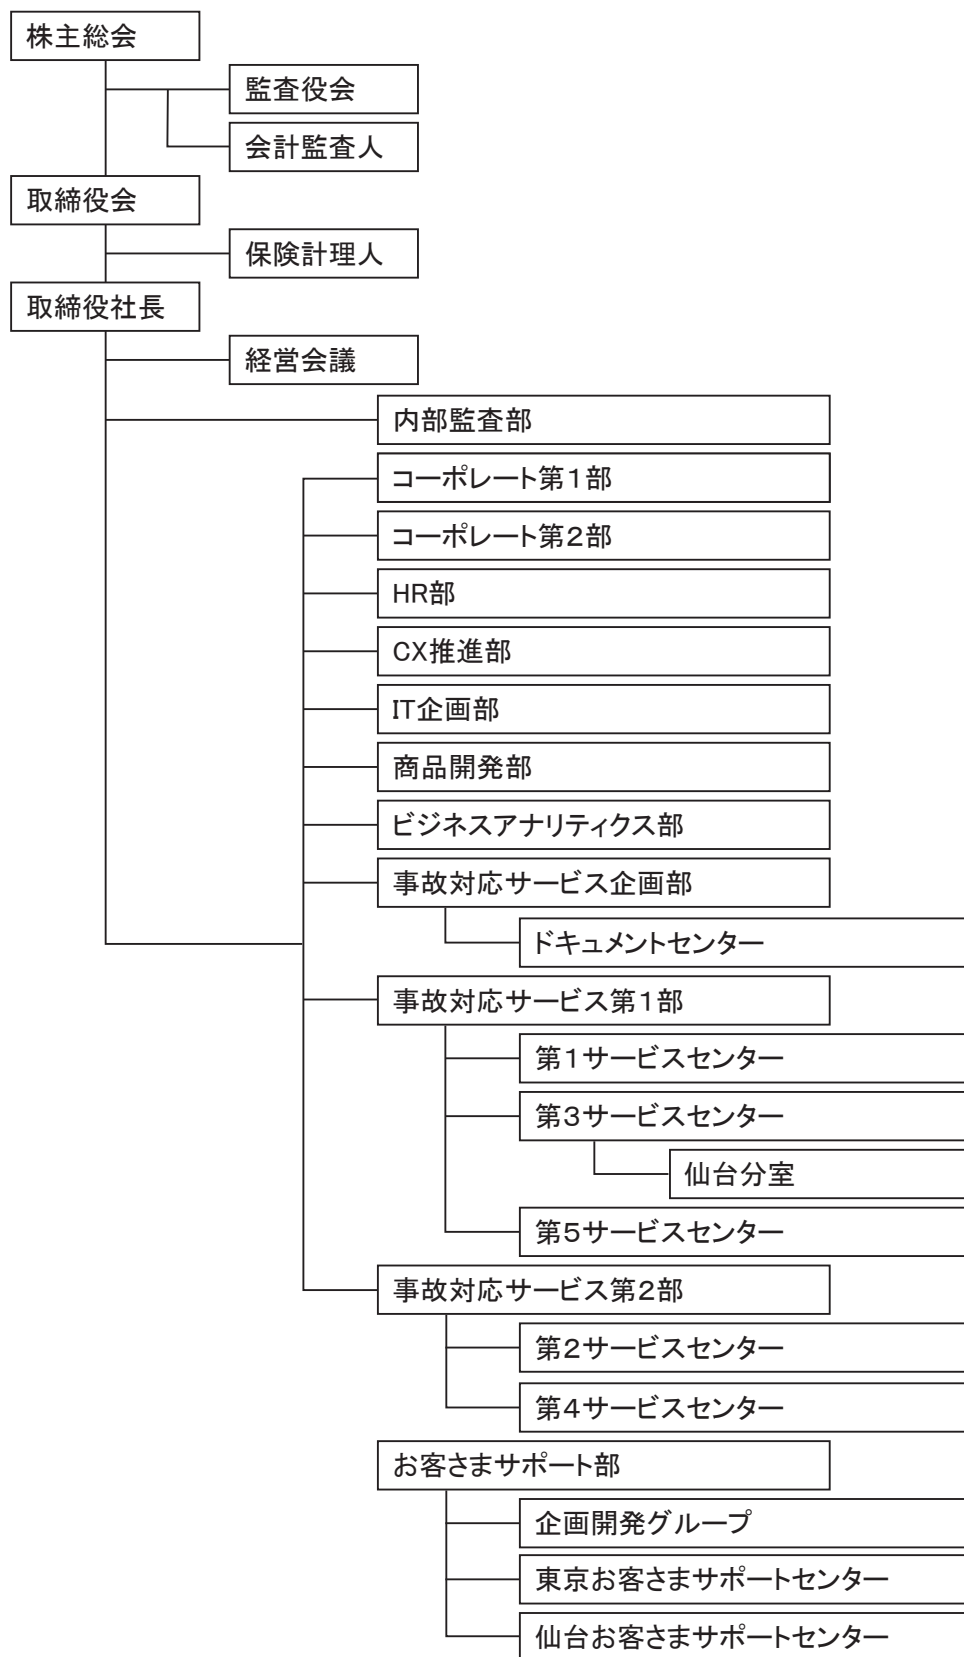 株主総会
監査役会
会計監査人
取締役会
保険計理人
取締役社長
経営会議
内部監査部
コーポレート第1部
コーポレート第2部
HR部
CX推進部
IT企画部
商品開発部
ビジネスアナリティクス部
事故対応サービス企画部
ドキュメントセンター
事故対応サービス第1部
第1サービスセンター
第3サービスセンター
仙台分室
第5サービスセンター
事故対応サービス第2部
第2サービスセンター
第4サービスセンター
お客さまサポート部
企画開発グループ
東京お客さまサポートセンター
仙台お客さまサポートセンター